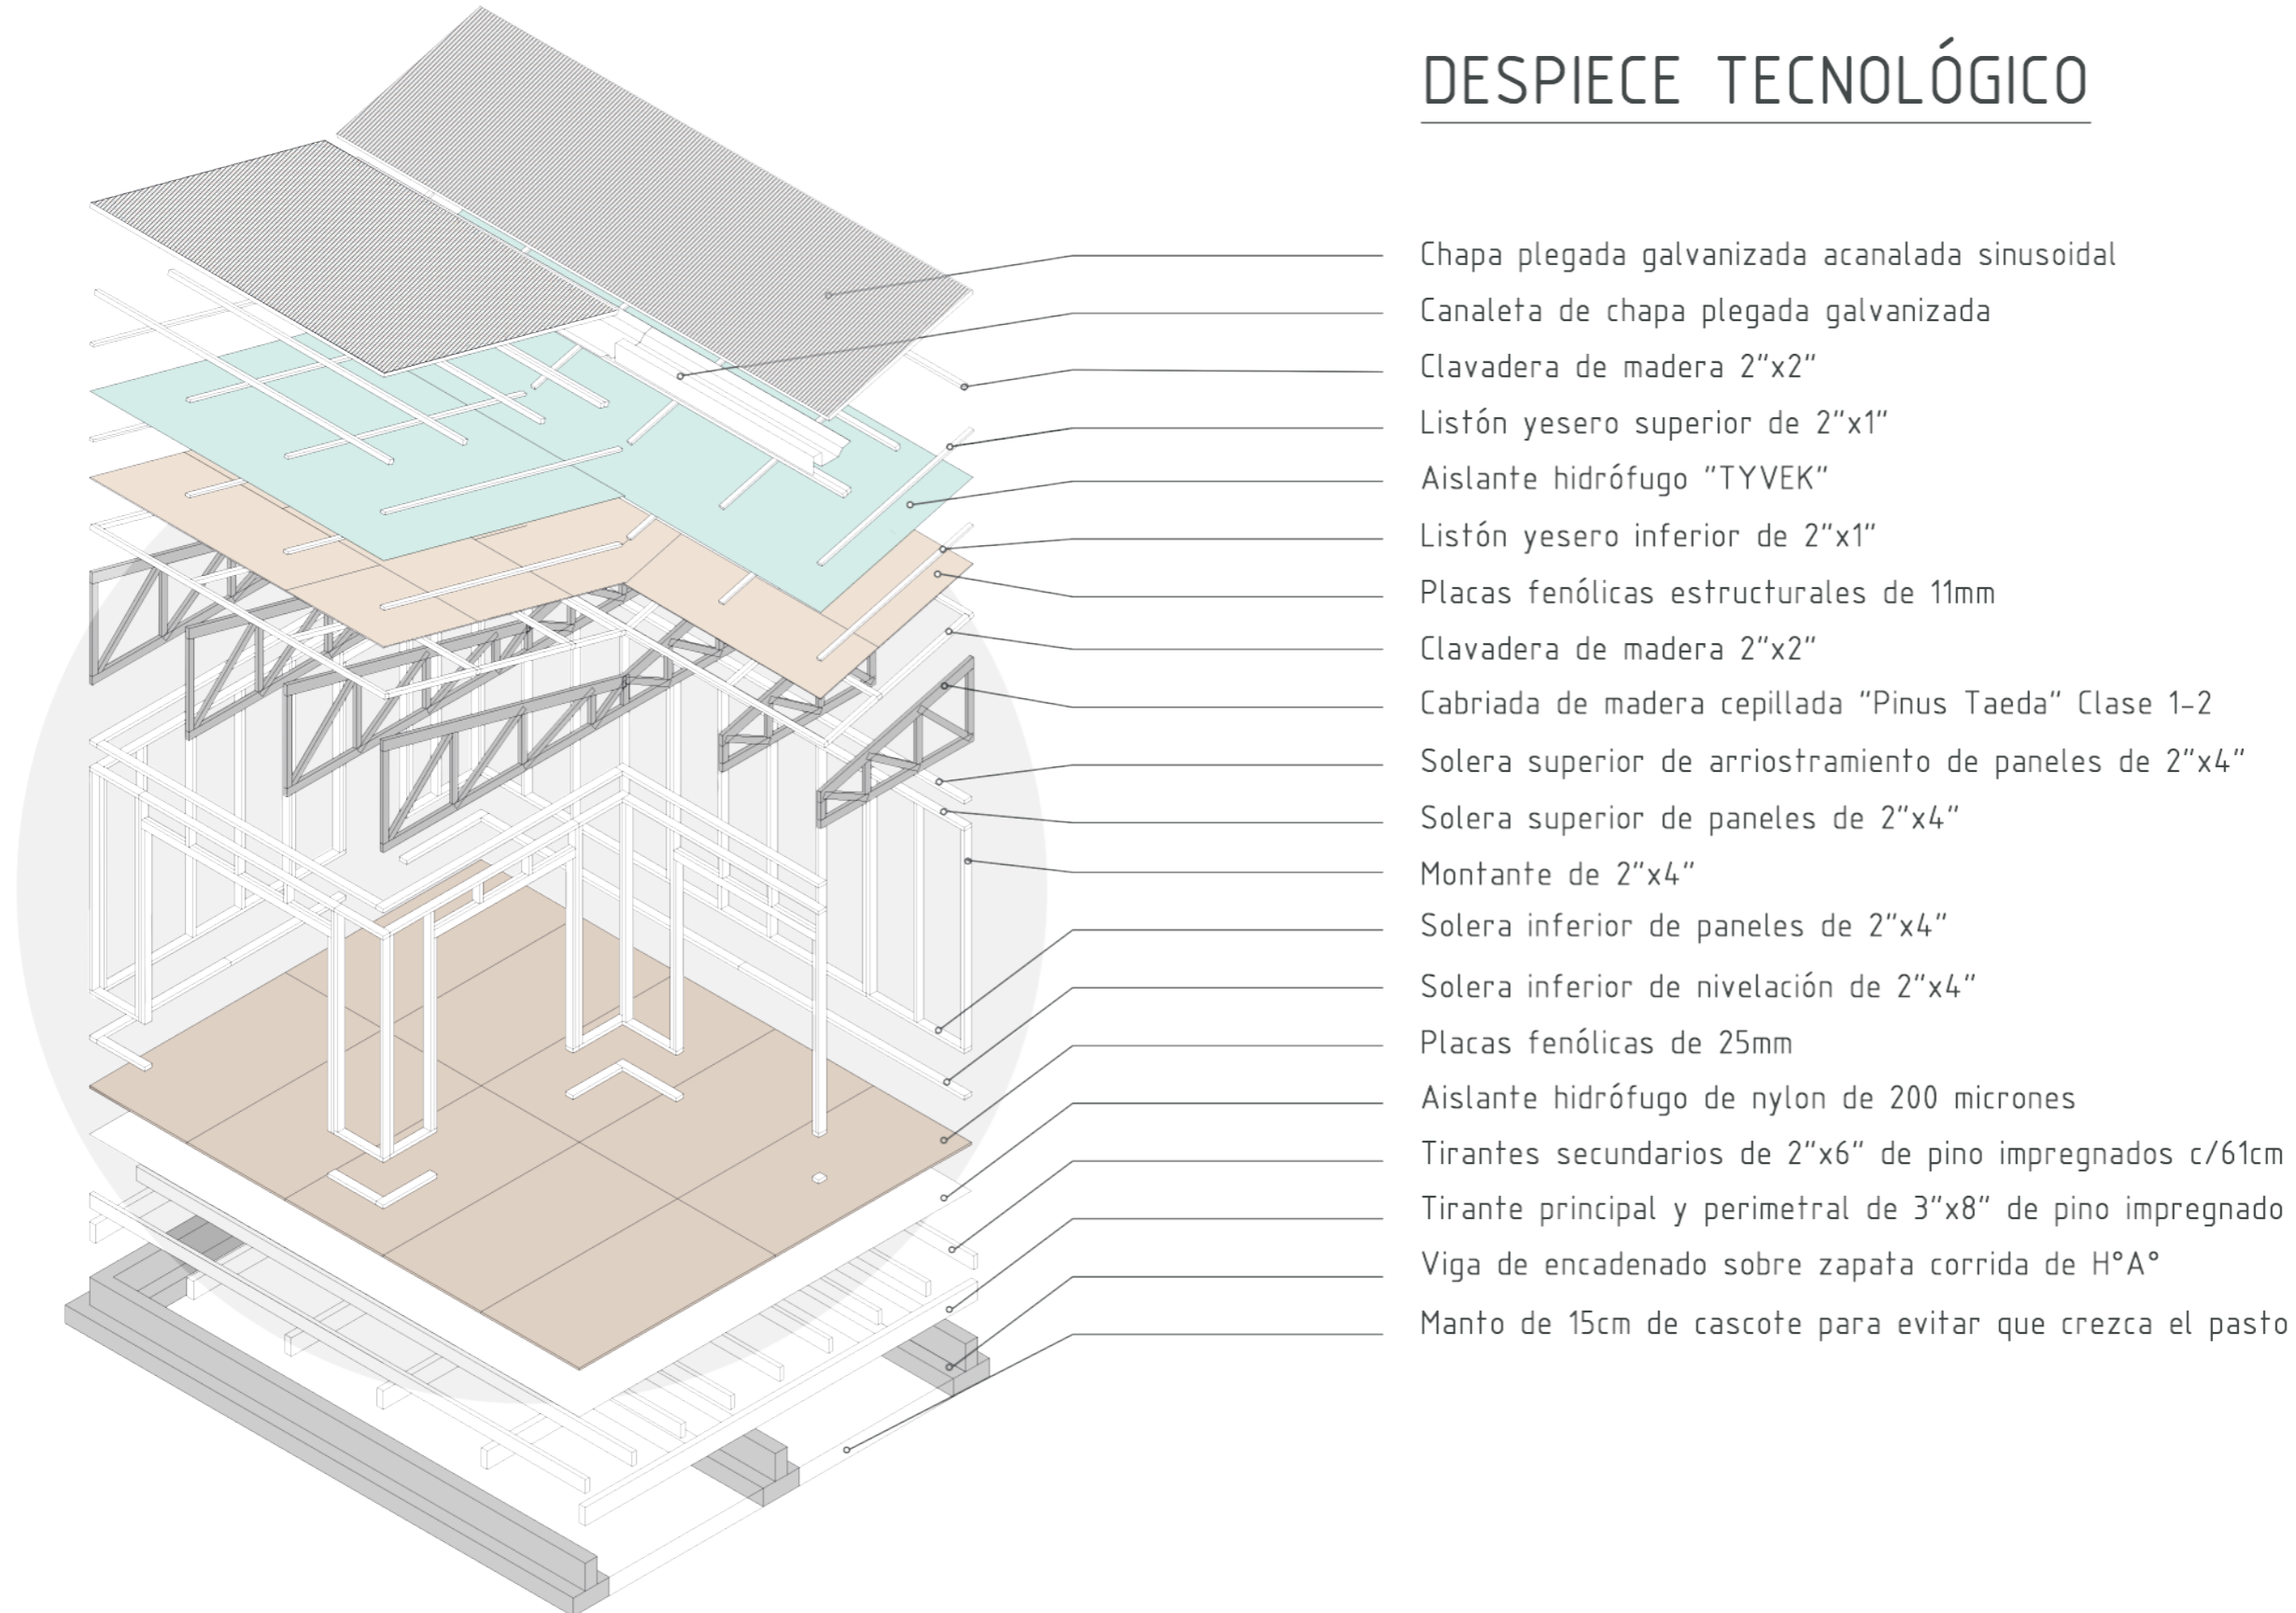 DESPIECE TECNOLÓGICO
Chapa plegada galvanizada acanalada sinusoidal
Canaleta de chapa plegada galvanizada
Clavadera de madera 2"x2"
Listón yesero superior de 2"x1"
Aislante hidrófugo "TYVEK"
Listón yesero inferior de 2"x1"
Placas fenólicas estructurales de 11mm
Clavadera de madera 2"x2"
Cabriada de madera cepillada "Pinus Taeda" Clase 1-2
Solera superior de arriostramiento de paneles de 2"x4"
Solera superior de paneles de 2"x4"
Montante de 2"x4"
Solera inferior de paneles de 2"x4"
Solera inferior de nivelación de 2"x4"
Placas fenólicas de 25mm
Aislante hidrófugo de nylon de 200 micrones
Tirantes secundarios de 2"x6" de pino impregnados c/61cm
Tirante principal y perimetral de 3"x8" de pino impregnado
Viga de encadenado sobre zapata corrida de H°A°
Manto de 15cm de cascote para evitar que crezca el pasto